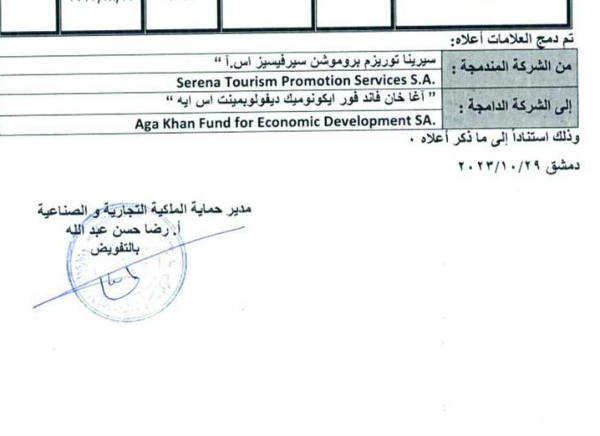 تم دمج العلامات أعلاه:
من الشركة المندمجة :
سيرينا توريزم بروموشن سيرفيسيز اس.أ "
Serena Tourism Promotion Services S.A.
إلى الشركة الدامجة :
" آغا خان فاند فور ايكونوميك ديفولوبمينت اس ايه "
Aga Khan Fund for Economic Development SA.
وذلك استناداً إلى ما ذكر أعلاه .
دمشق ٢٠٢٣/١٠/٢٩
مدير حماية الملكية التجارية و الصناعية
أ. رضا حسن عبد الله
بالتفويض